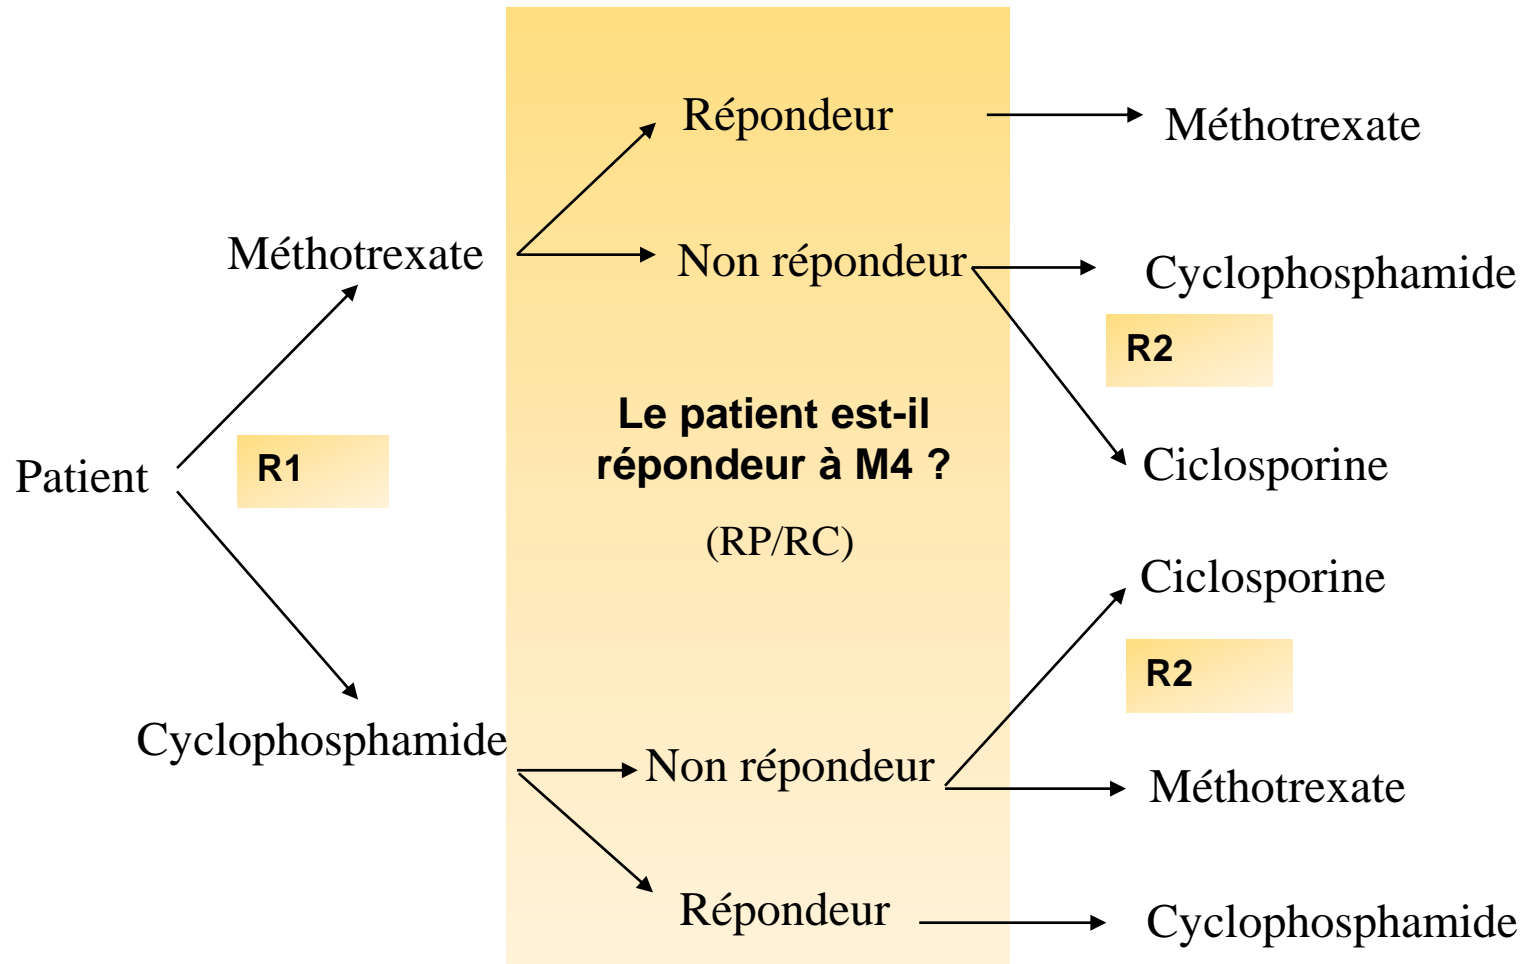 Répondeur
Méthotrexate
Méthotrexate
Non répondeur
Cyclophosphamide
R2
Le patient est-il
répondeur à M4 ?
(RP/RC)
R1
Patient
Ciclosporine
Ciclosporine
R2
Cyclophosphamide
Non répondeur
Méthotrexate
Répondeur
Cyclophosphamide